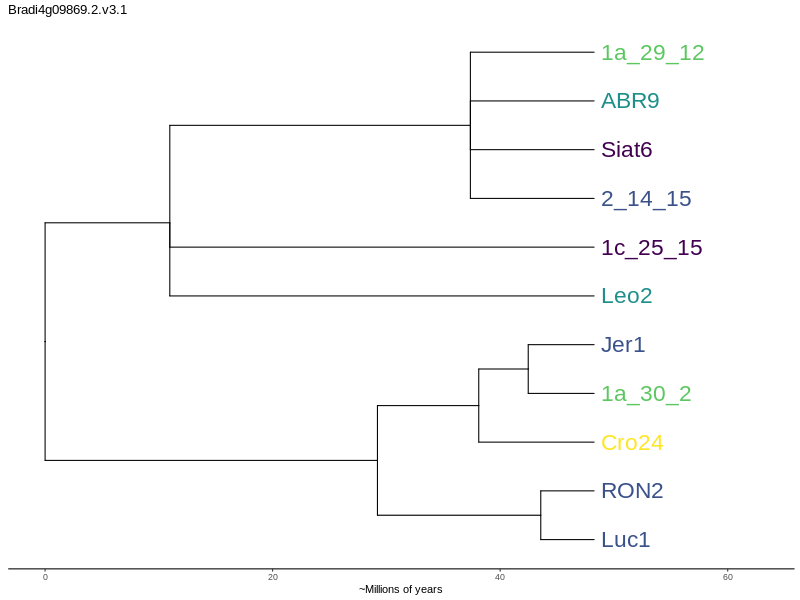 Bradi4g09869.2.v3.1
1a_29_12
ABR9
Siat6
2_14_15
1c_25_15
Leo2
Jer1
1a_30_2
Cro24
RON2
Luc1
0 20 40 60
~Millions of years